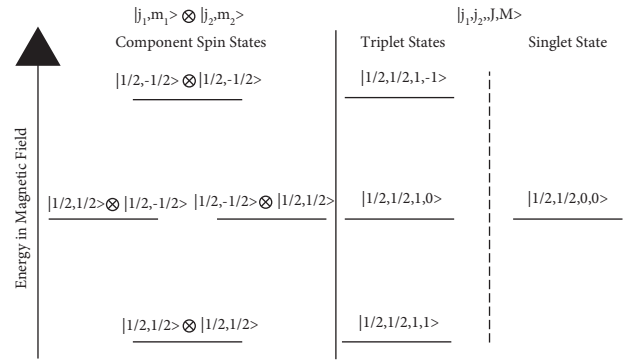 |j₁,m₁> ⊗ |j₂,m₂>
|j₁,j₂,,J,M>
Component Spin States
Triplet States
Singlet State
|1/2,-1/2> ⊗ |1/2,-1/2>
|1/2,1/2,1,-1>
|1/2,1/2> ⊗ |1/2,-1/2>
|1/2,-1/2> ⊗ |1/2,1/2>
|1/2,1/2,1,0>
|1/2,1/2,0,0>
|1/2,1/2> ⊗ |1/2,1/2>
|1/2,1/2,1,1>
Energy in Magnetic Field